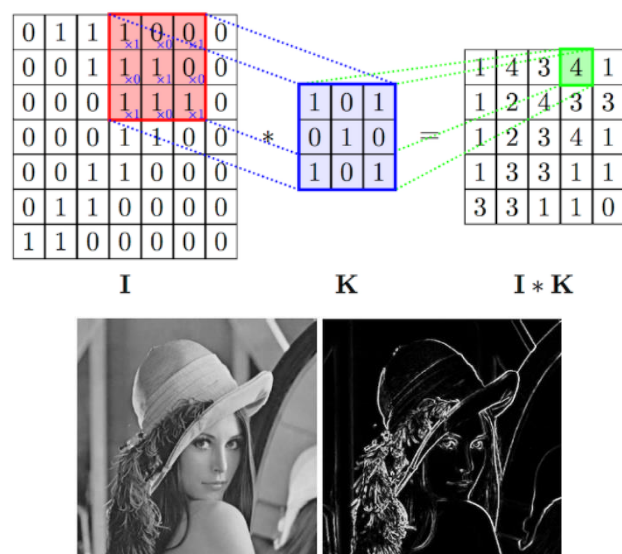 0 1 1 1×1 0×0 0×1 0
0 0 1 1×0 1×1 0×0 0
0 0 0 1×1 1×0 1×1 0
0 0 0 1 1 0 0
0 0 1 1 0 0 0
0 1 1 0 0 0 0
1 1 0 0 0 0 0
I
*
1 0 1
0 1 0
1 0 1
K
=
1 4 3 4 1
1 2 4 3 3
1 2 3 4 1
1 3 3 1 1
3 3 1 1 0
I * K